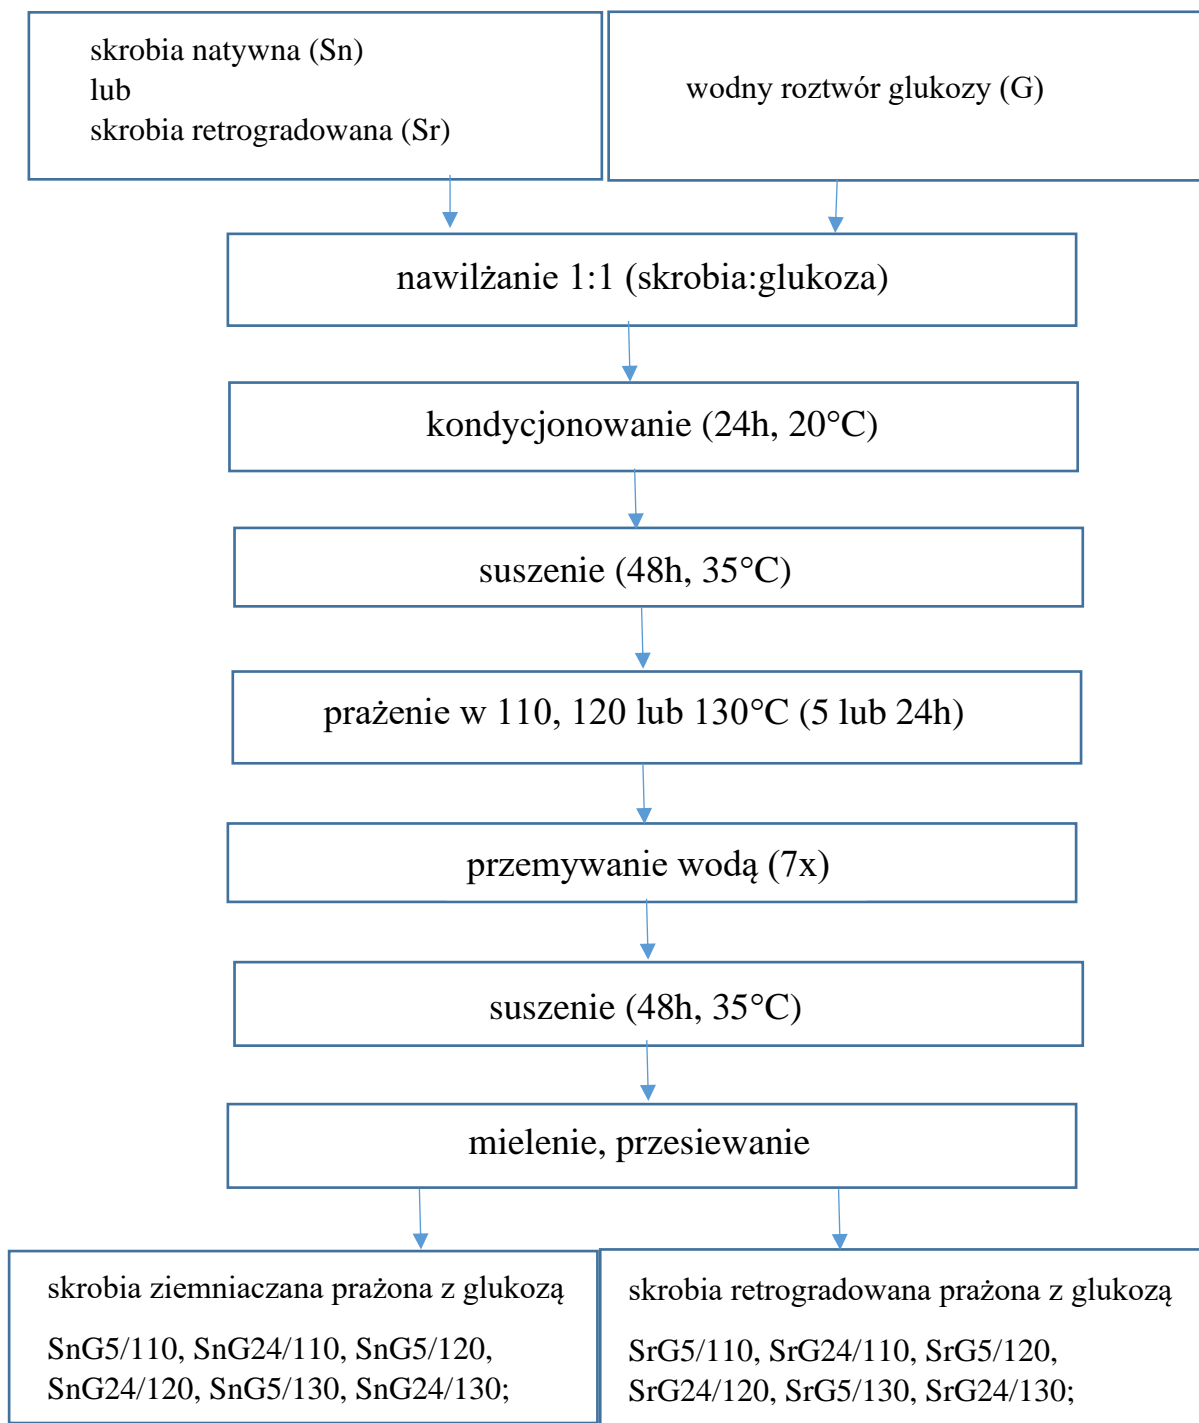 skrobia natywna (Sn)
lub
skrobia retrogradowana (Sr)
wodny roztwór glukozy (G)
nawilżanie 1:1 (skrobia:glukoza)
kondycjonowanie (24h, 20°C)
suszenie (48h, 35°C)
prażenie w 110, 120 lub 130°C (5 lub 24h)
przemywanie wodą (7x)
suszenie (48h, 35°C)
mielenie, przesiewanie
skrobia ziemniaczana prażona z glukozą
SnG5/110, SnG24/110, SnG5/120,
SnG24/120, SnG5/130, SnG24/130;
skrobia retrogradowana prażona z glukozą
SrG5/110, SrG24/110, SrG5/120,
SrG24/120, SrG5/130, SrG24/130;